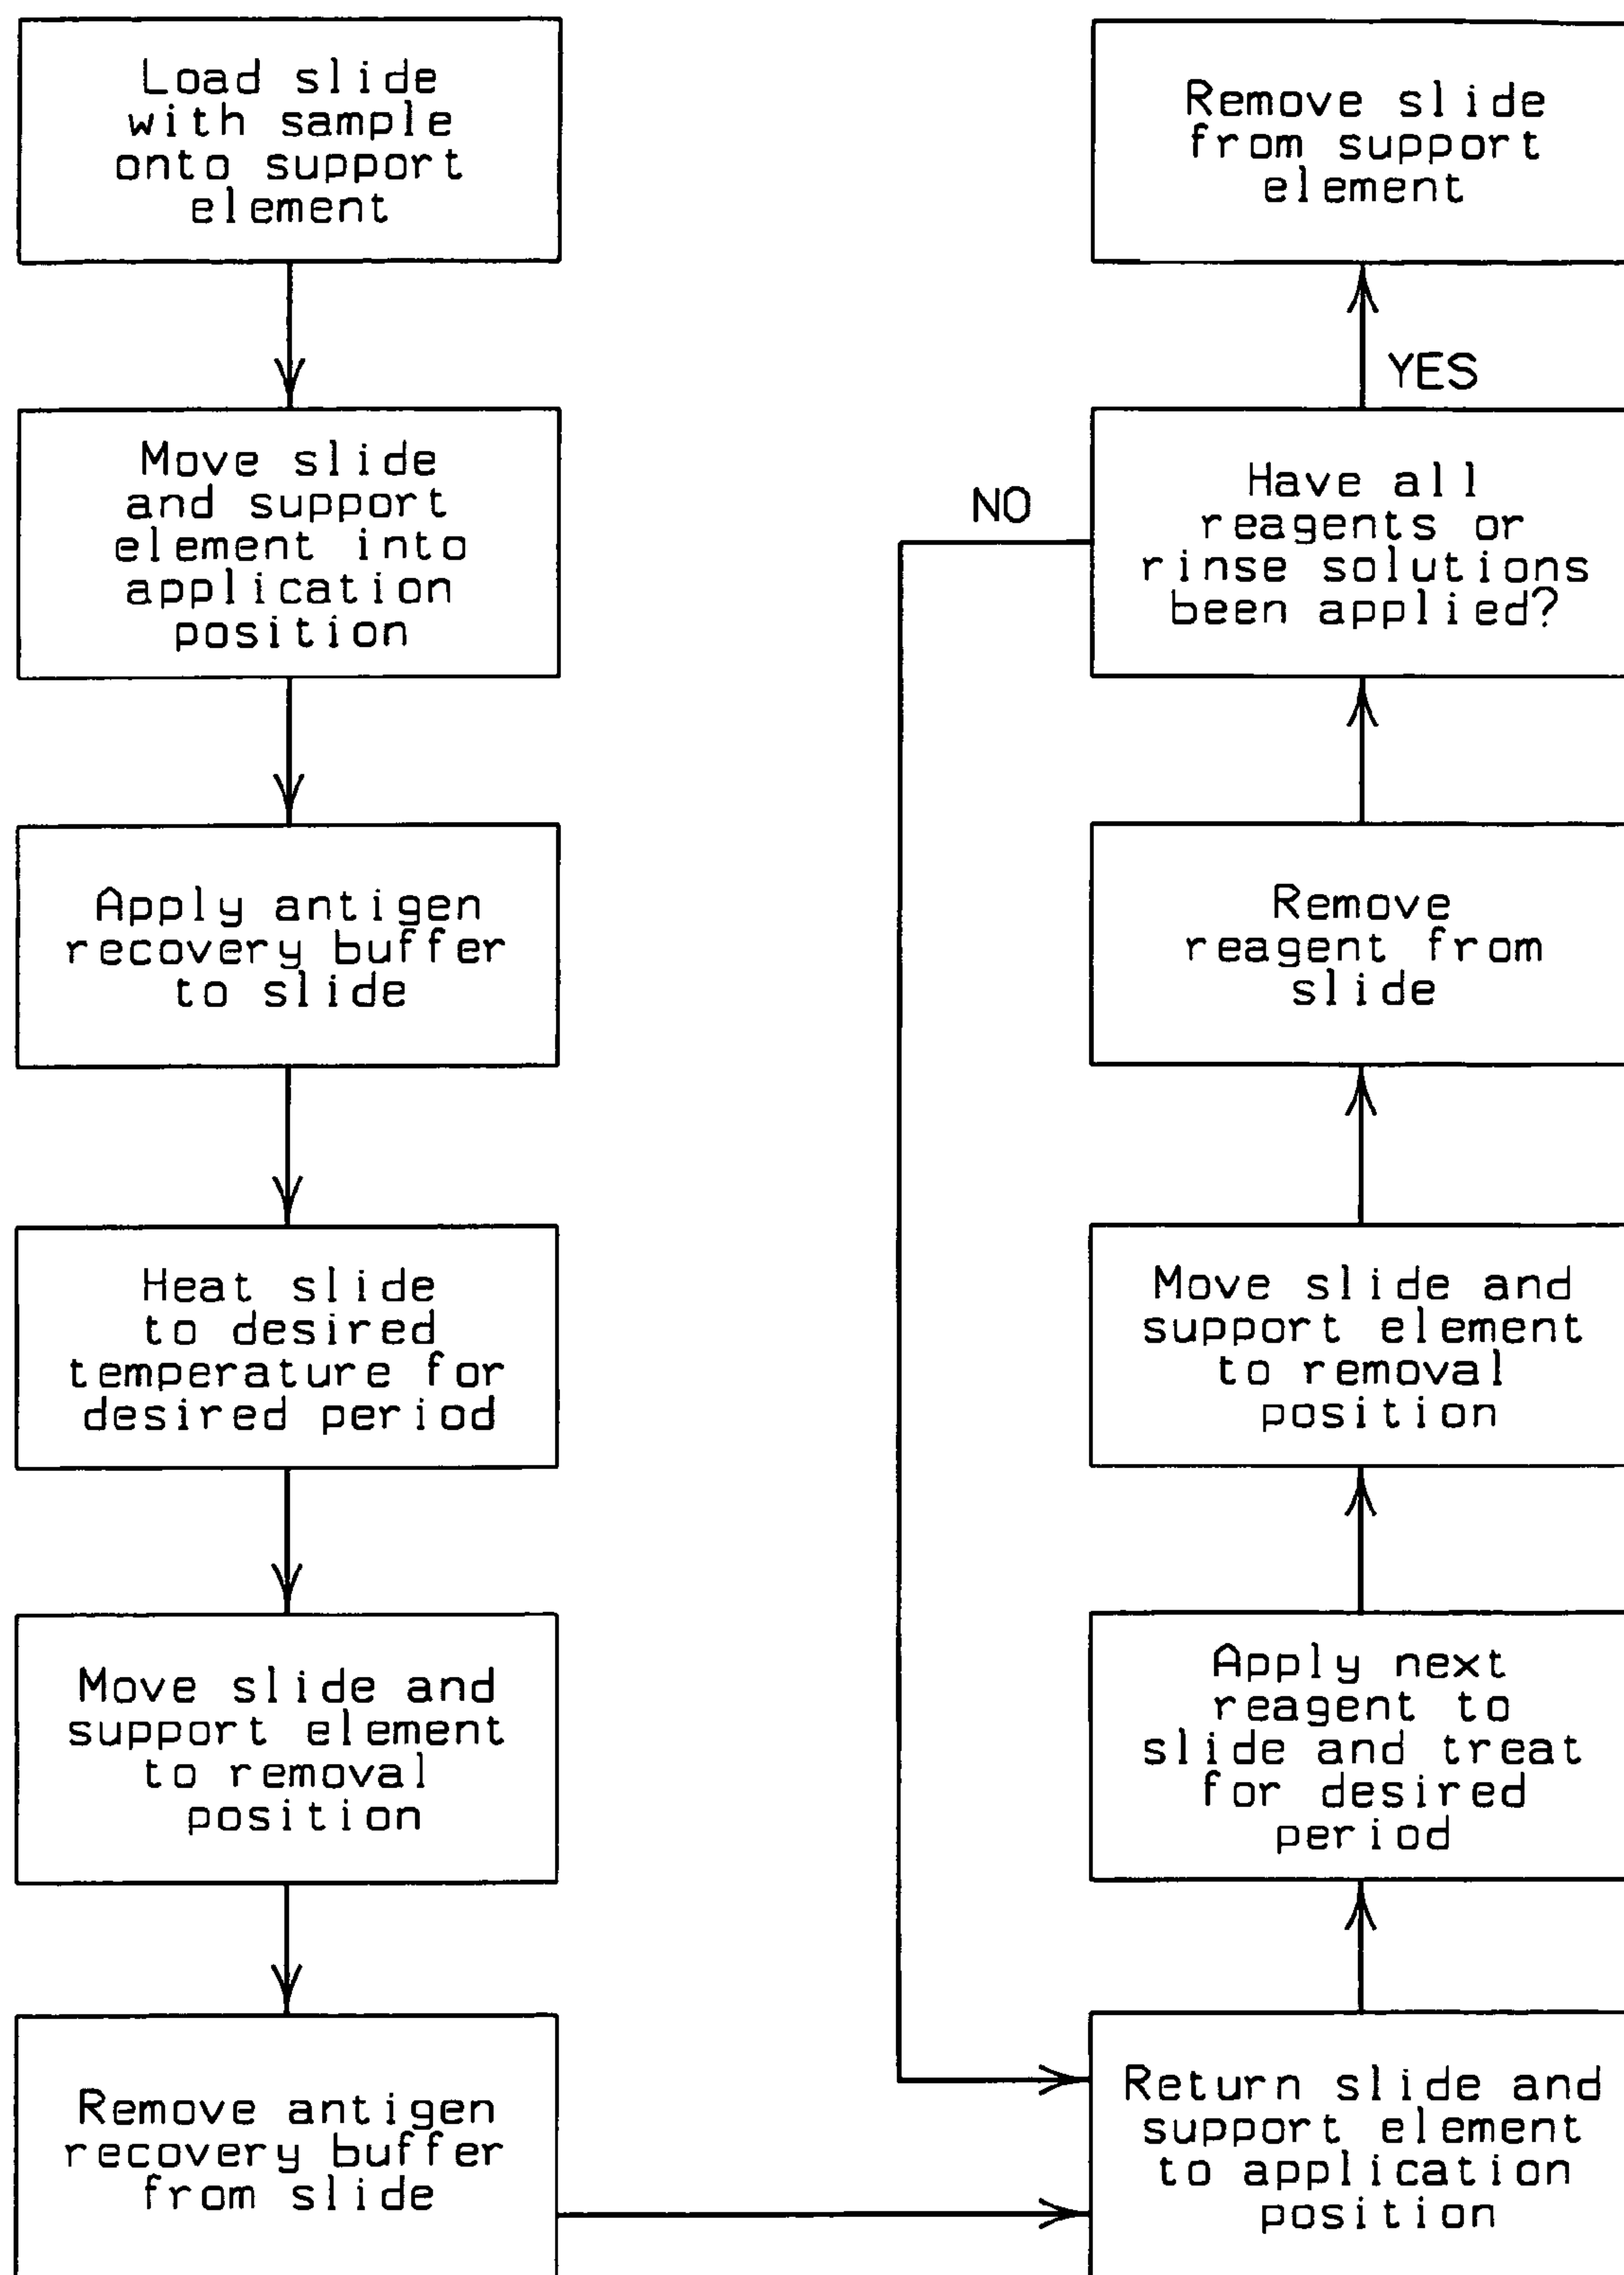 Load slide
with sample
onto support
element
Move slide
and support
element into
application
position
Apply antigen
recovery buffer
to slide
Heat slide
to desired
temperature for
desired period
Move slide and
support element
to removal
position
Remove antigen
recovery buffer
from slide
Remove slide
from support
element
YES
Have all
reagents or
rinse solutions
been applied?
NO
Remove
reagent from
slide
Move slide and
support element
to removal
position
Apply next
reagent to
slide and treat
for desired
period
Return slide and
support element
to application
position